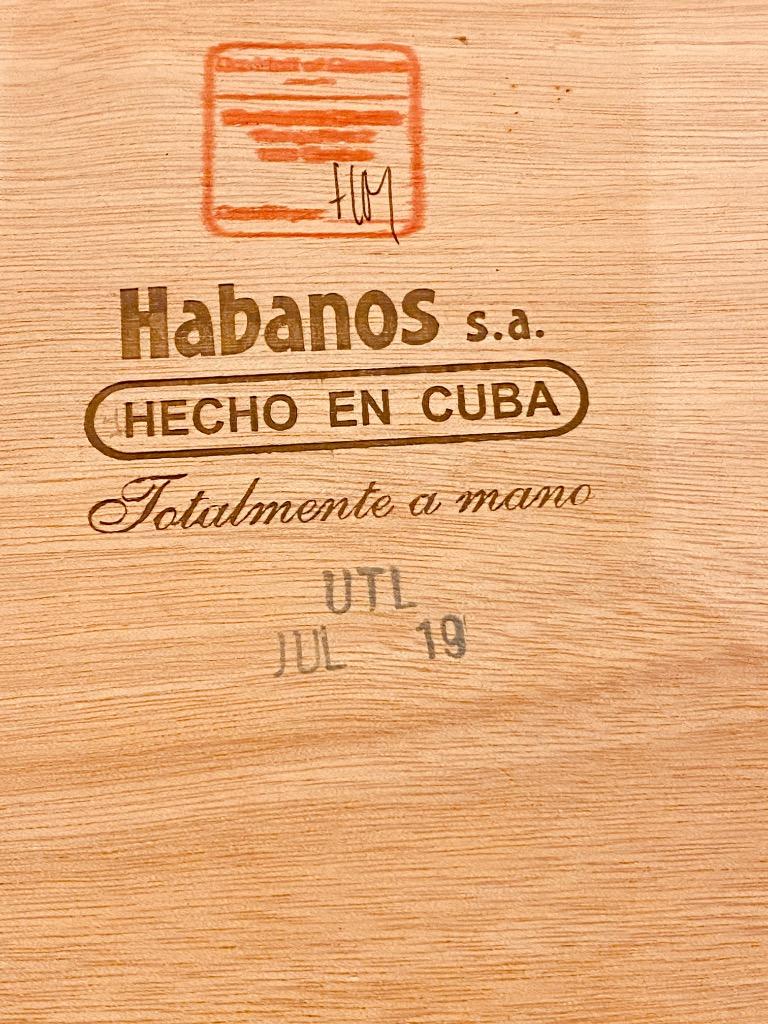 Habanos s.a.
HECHO EN CUBA
Totalmente a mano
UTL
JUL 19